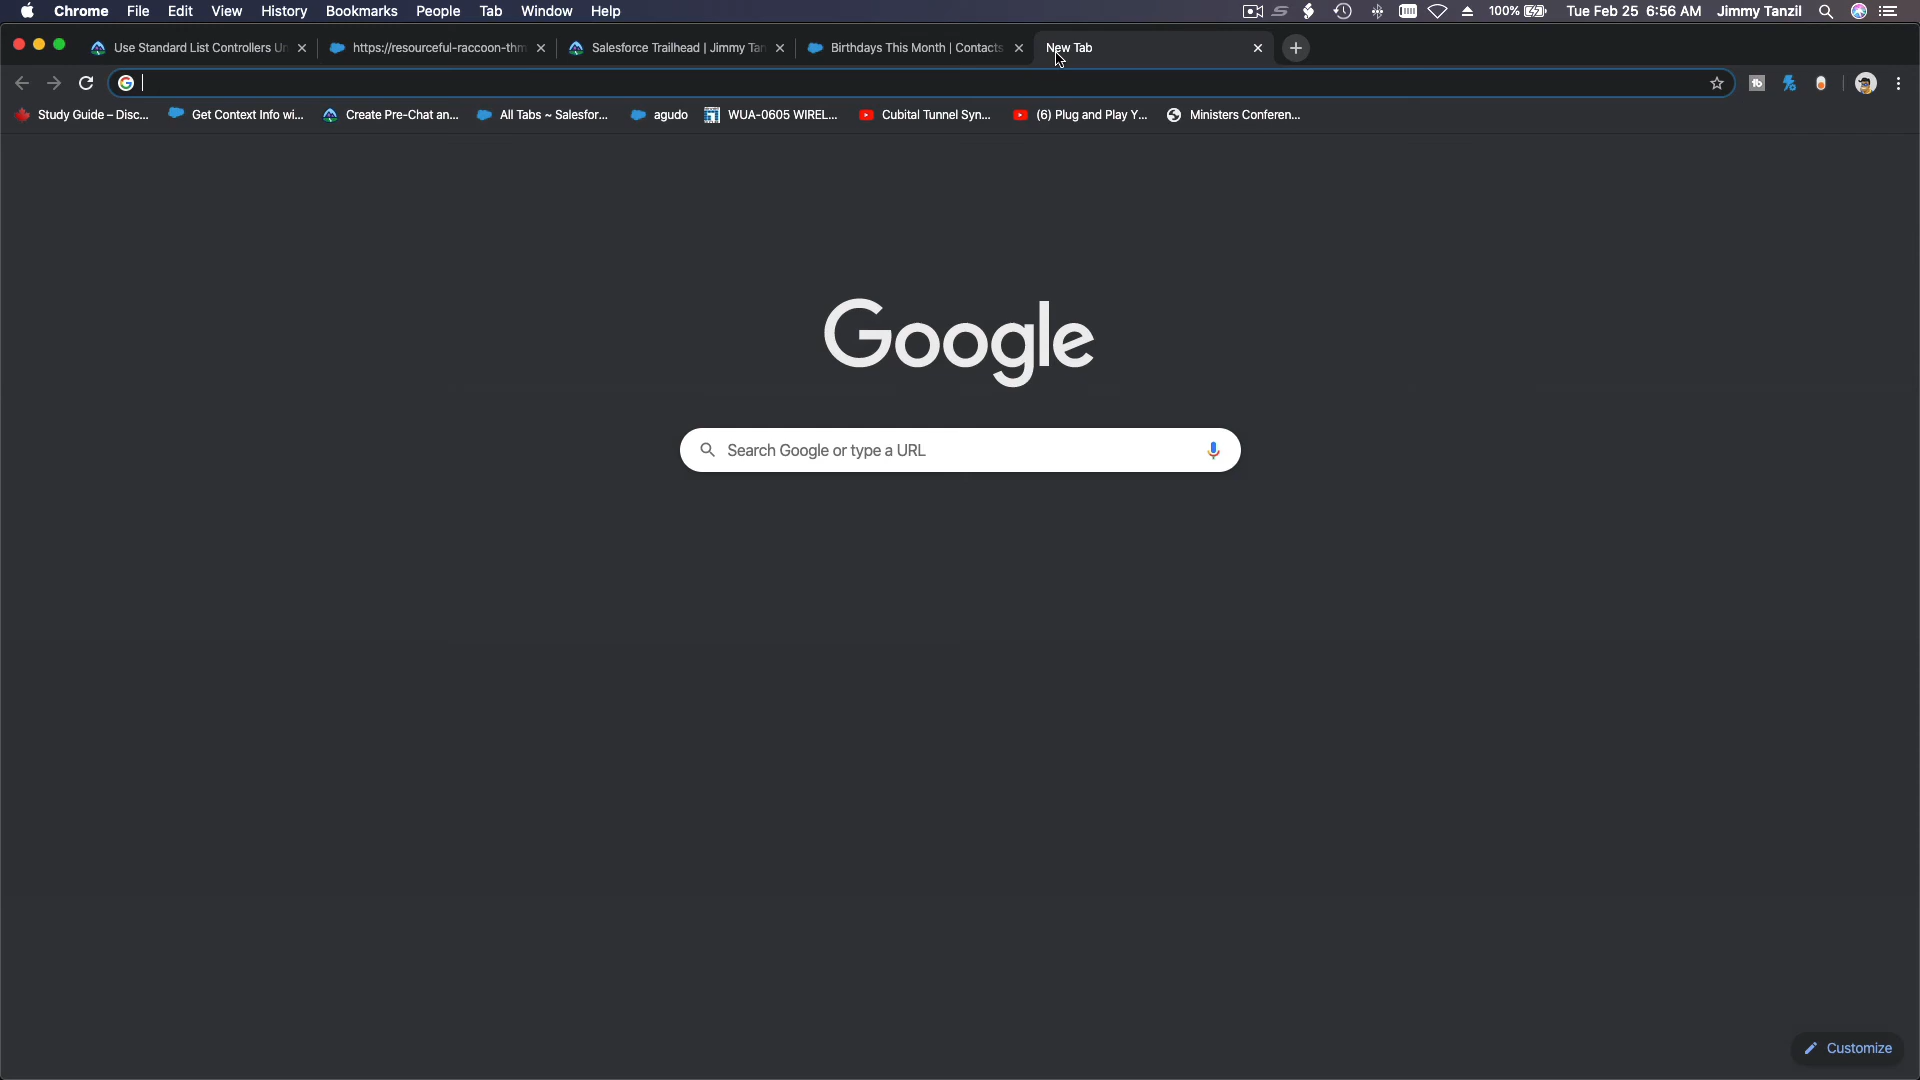 Chrome File Edit View History Bookmarks People Tab Window Help 100% Tue Feb 25 6:56 AM Jimmy Tanzil
Use Standard List Controllers Un https://resourceful-raccoon-thm Salesforce Trailhead | Jimmy Tan Birthdays This Month | Contacts New Tab
Study Guide – Disc... Get Context Info wi... Create Pre-Chat an... All Tabs ~ Salesfor... agudo WUA-0605 WIREL... Cubital Tunnel Syn... (6) Plug and Play Y... Ministers Conferen...
Google
Search Google or type a URL
Customize